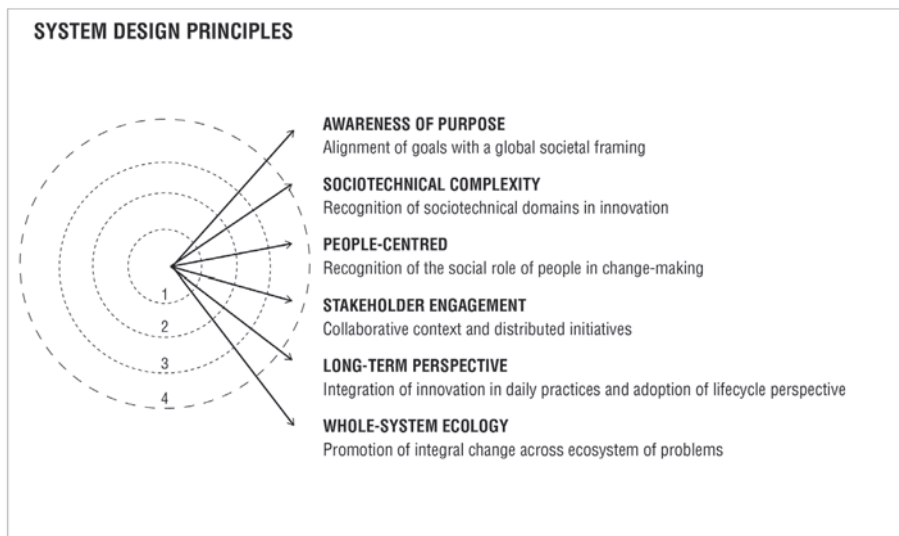 SYSTEM DESIGN PRINCIPLES
AWARENESS OF PURPOSE
Alignment of goals with a global societal framing
SOCIOTECHNICAL COMPLEXITY
Recognition of sociotechnical domains in innovation
PEOPLE-CENTRED
Recognition of the social role of people in change-making
STAKEHOLDER ENGAGEMENT
Collaborative context and distributed initiatives
LONG-TERM PERSPECTIVE
Integration of innovation in daily practices and adoption of lifecycle perspective
WHOLE-SYSTEM ECOLOGY
Promotion of integral change across ecosystem of problems
1
2
3
4